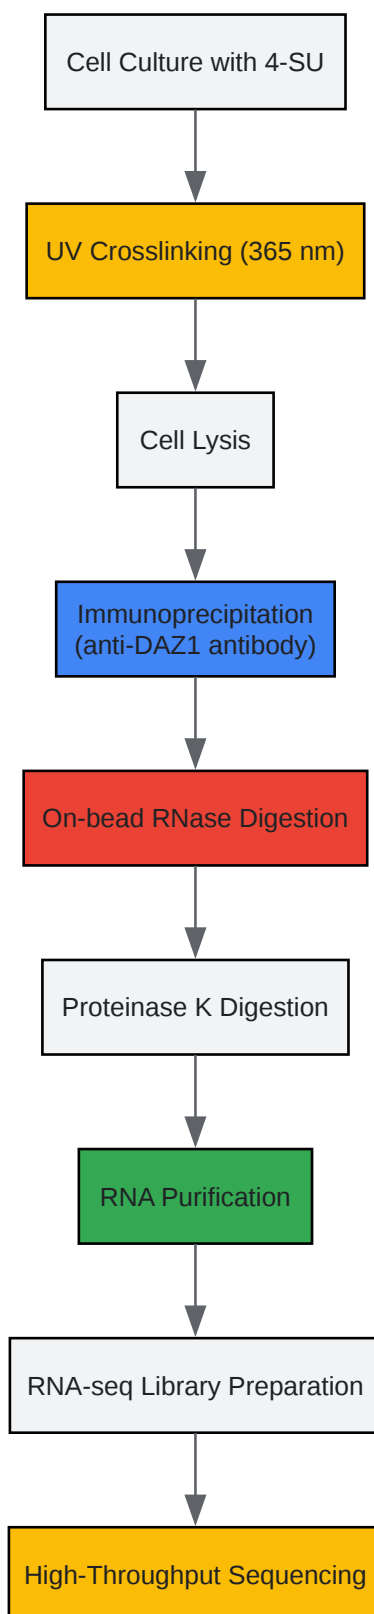 Cell Culture with 4-SU
UV Crosslinking (365 nm)
Cell Lysis
Immunoprecipitation
(anti-DAZ1 antibody)
On-bead RNase Digestion
Proteinase K Digestion
RNA Purification
RNA-seq Library Preparation
High-Throughput Sequencing